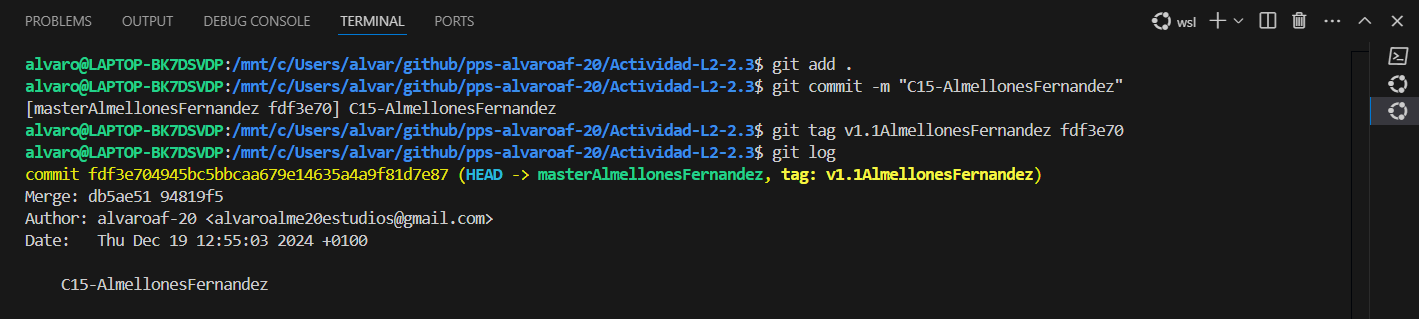 PROBLEMS OUTPUT DEBUG CONSOLE TERMINAL PORTS wsl
alvaro@LAPTOP-BK7DSVDP:/mnt/c/Users/alvar/github/pps-alvaroaf-20/Actividad-L2-2.3$ git add .
alvaro@LAPTOP-BK7DSVDP:/mnt/c/Users/alvar/github/pps-alvaroaf-20/Actividad-L2-2.3$ git commit -m "C15-AlmellonesFernandez"
[masterAlmellonesFernandez fdf3e70] C15-AlmellonesFernandez
alvaro@LAPTOP-BK7DSVDP:/mnt/c/Users/alvar/github/pps-alvaroaf-20/Actividad-L2-2.3$ git tag v1.1AlmellonesFernandez fdf3e70
alvaro@LAPTOP-BK7DSVDP:/mnt/c/Users/alvar/github/pps-alvaroaf-20/Actividad-L2-2.3$ git log
commit fdf3e704945bc5bbcaa679e14635a4a9f81d7e87 (HEAD -> masterAlmellonesFernandez, tag: v1.1AlmellonesFernandez)
Merge: db5ae51 94819f5
Author: alvaroaf-20 <alvaroalme20estudios@gmail.com>
Date:   Thu Dec 19 12:55:03 2024 +0100
    C15-AlmellonesFernandez